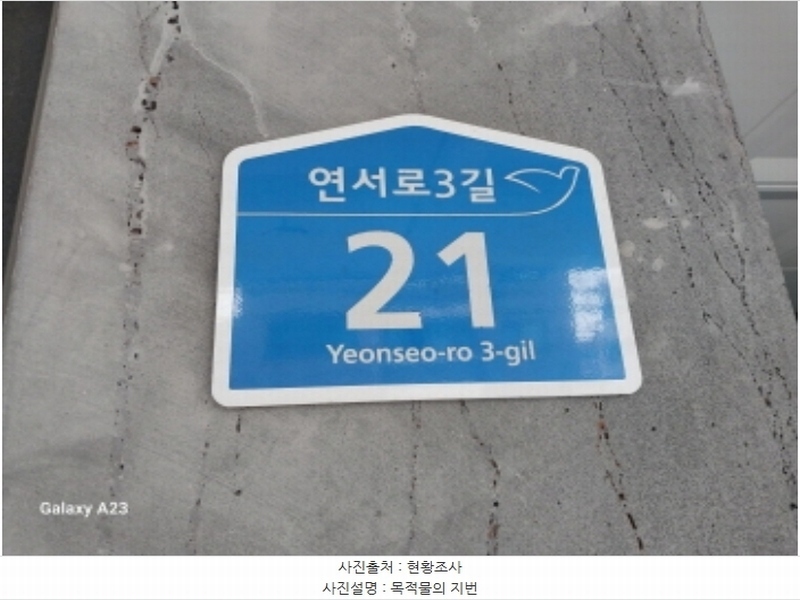 연서로3길
21
Yeonseo-ro 3-gil
Galaxy A23
사진출처 : 현황조사
사진설명 : 목적물의 지번